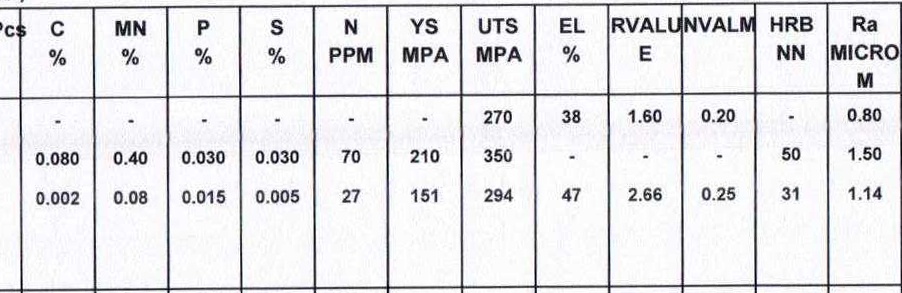 Pcs C MN P S N YS UTS EL RVALU NVALM HRB Ra
% % % % PPM MPA MPA % E NN MICRO
M
- - - - - - 270 38 1.60 0.20 - 0.80
0.080 0.40 0.030 0.030 70 210 350 - - - 50 1.50
0.002 0.08 0.015 0.005 27 151 294 47 2.66 0.25 31 1.14